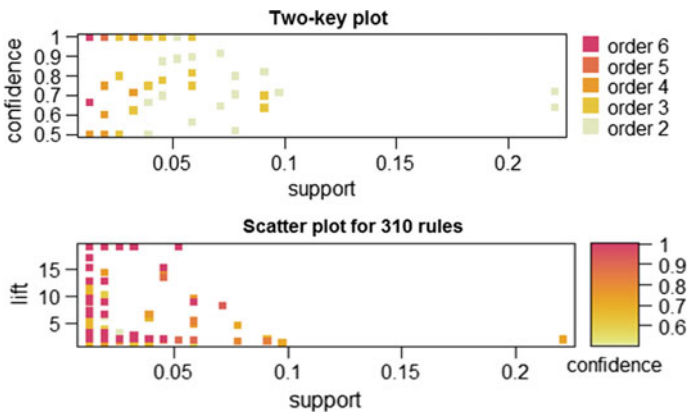 Two-key plot
confidence
1
0.9
0.8
0.7
0.6
0.5
0.05
0.1
0.15
0.2
support
order 6
order 5
order 4
order 3
order 2
Scatter plot for 310 rules
lift
15
10
5
0.05
0.1
0.15
0.2
support
1
0.9
0.8
0.7
0.6
confidence